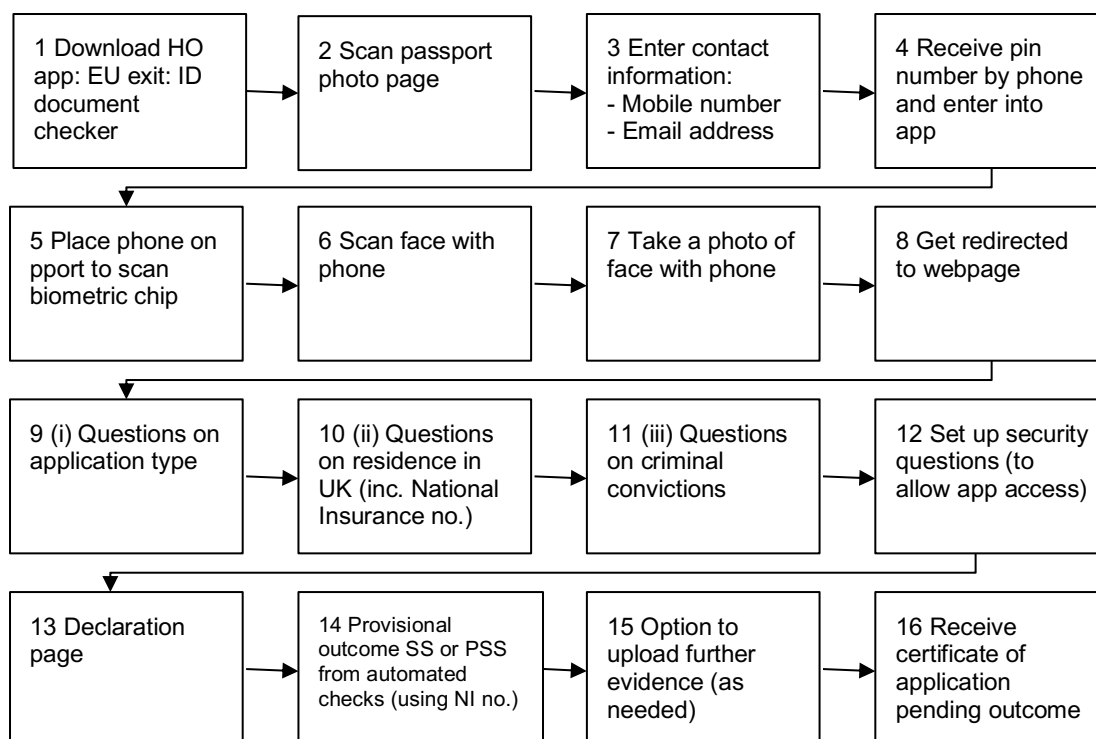 1 Download HO
app: EU exit: ID
document
checker
2 Scan passport
photo page
3 Enter contact
information:
- Mobile number
- Email address
4 Receive pin
number by phone
and enter into
app
5 Place phone on
pport to scan
biometric chip
6 Scan face with
phone
7 Take a photo of
face with phone
8 Get redirected
to webpage
9 (i) Questions on
application type
10 (ii) Questions
on residence in
UK (inc. National
Insurance no.)
11 (iii) Questions
on criminal
convictions
12 Set up security
questions (to
allow app access)
13 Declaration
page
14 Provisional
outcome SS or PSS
from automated
checks (using NI no.)
15 Option to
upload further
evidence (as
needed)
16 Receive
certificate of
application
pending outcome